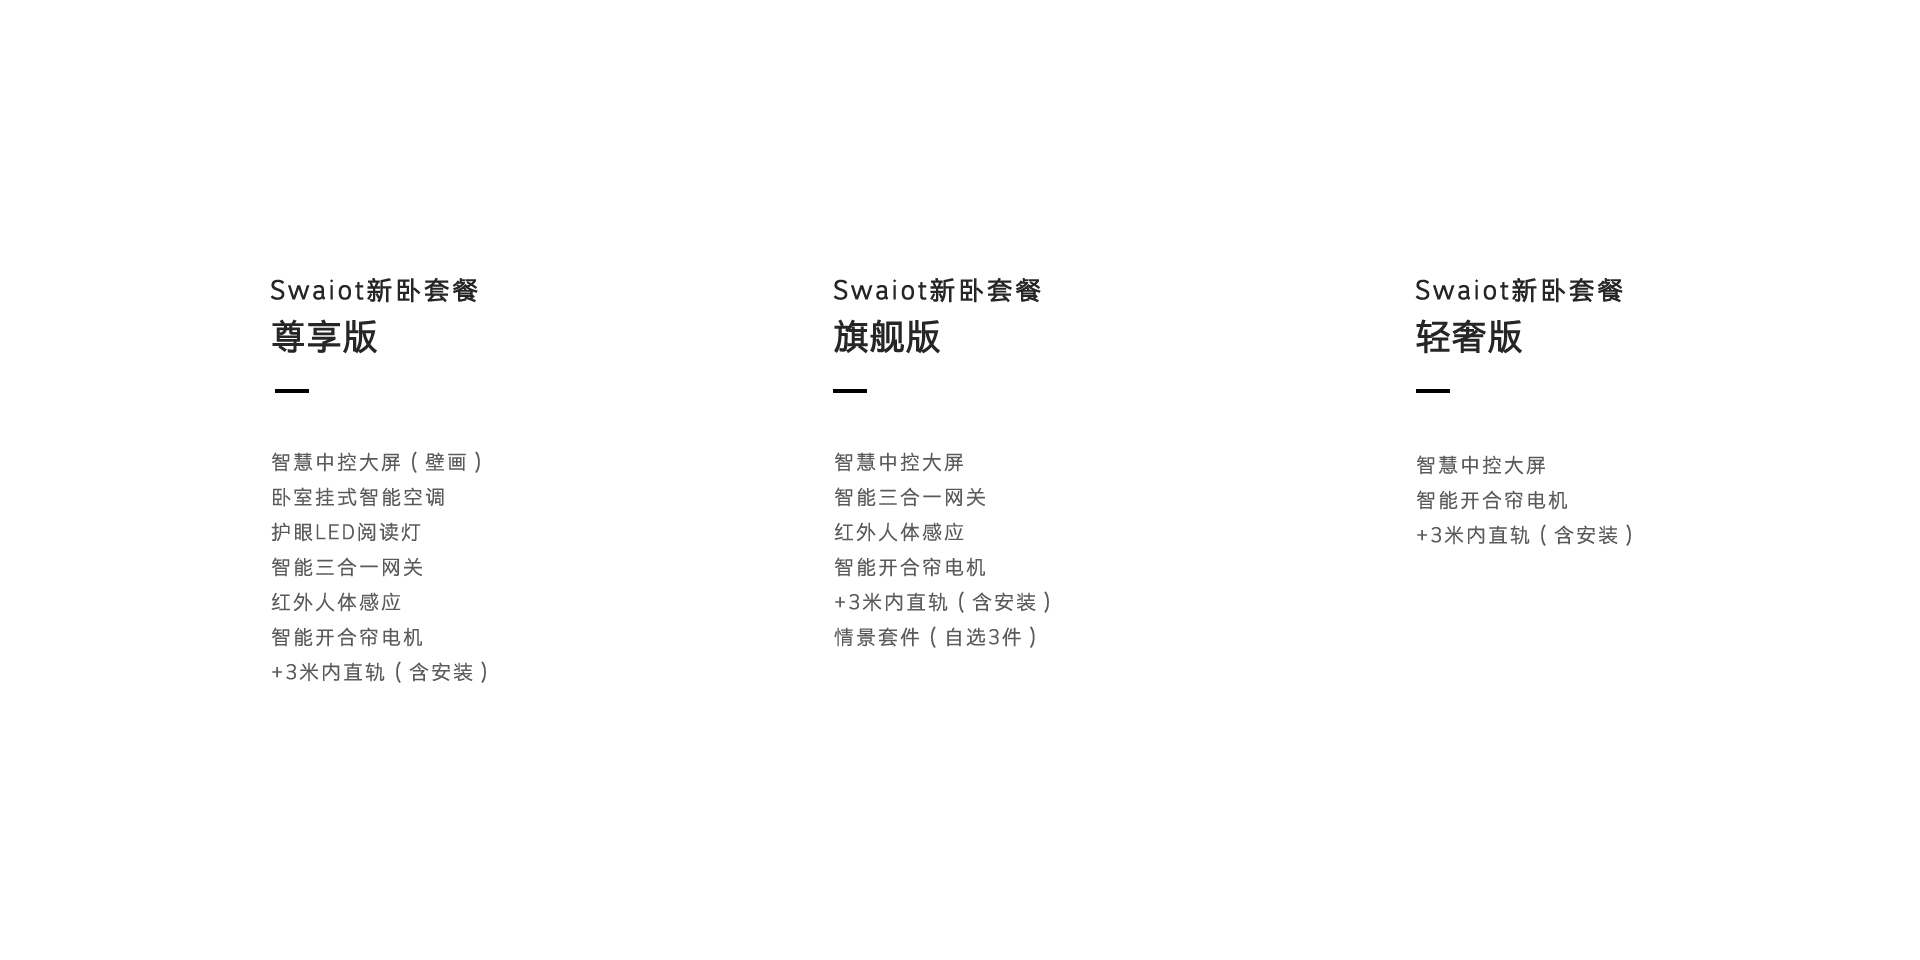 Swaiot新卧套餐
尊享版
智慧中控大屏（壁画）
卧室挂式智能空调
护眼LED阅读灯
智能三合一网关
红外人体感应
智能开合帘电机
+3米内直轨（含安装）
Swaiot新卧套餐
旗舰版
智慧中控大屏
智能三合一网关
红外人体感应
智能开合帘电机
+3米内直轨（含安装）
情景套件（自选3件）
Swaiot新卧套餐
轻奢版
智慧中控大屏
智能开合帘电机
+3米内直轨（含安装）